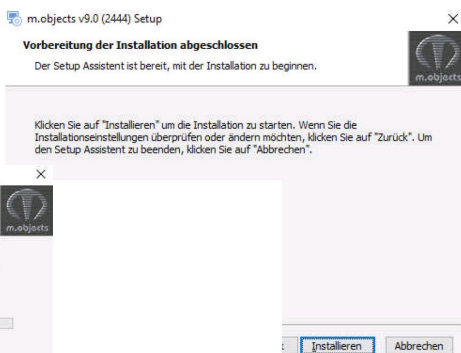 m.objects v9.0 (2444) Setup
Vorbereitung der Installation abgeschlossen
Der Setup Assistent ist bereit, mit der Installation zu beginnen.
m.objects
Klicken Sie auf "Installieren" um die Installation zu starten. Wenn Sie die
Installationseinstellungen überprüfen oder ändern möchten, klicken Sie auf "Zurück". Um
den Setup Assistent zu beenden, klicken Sie auf "Abbrechen".
m.objects
Installieren
Abbrechen